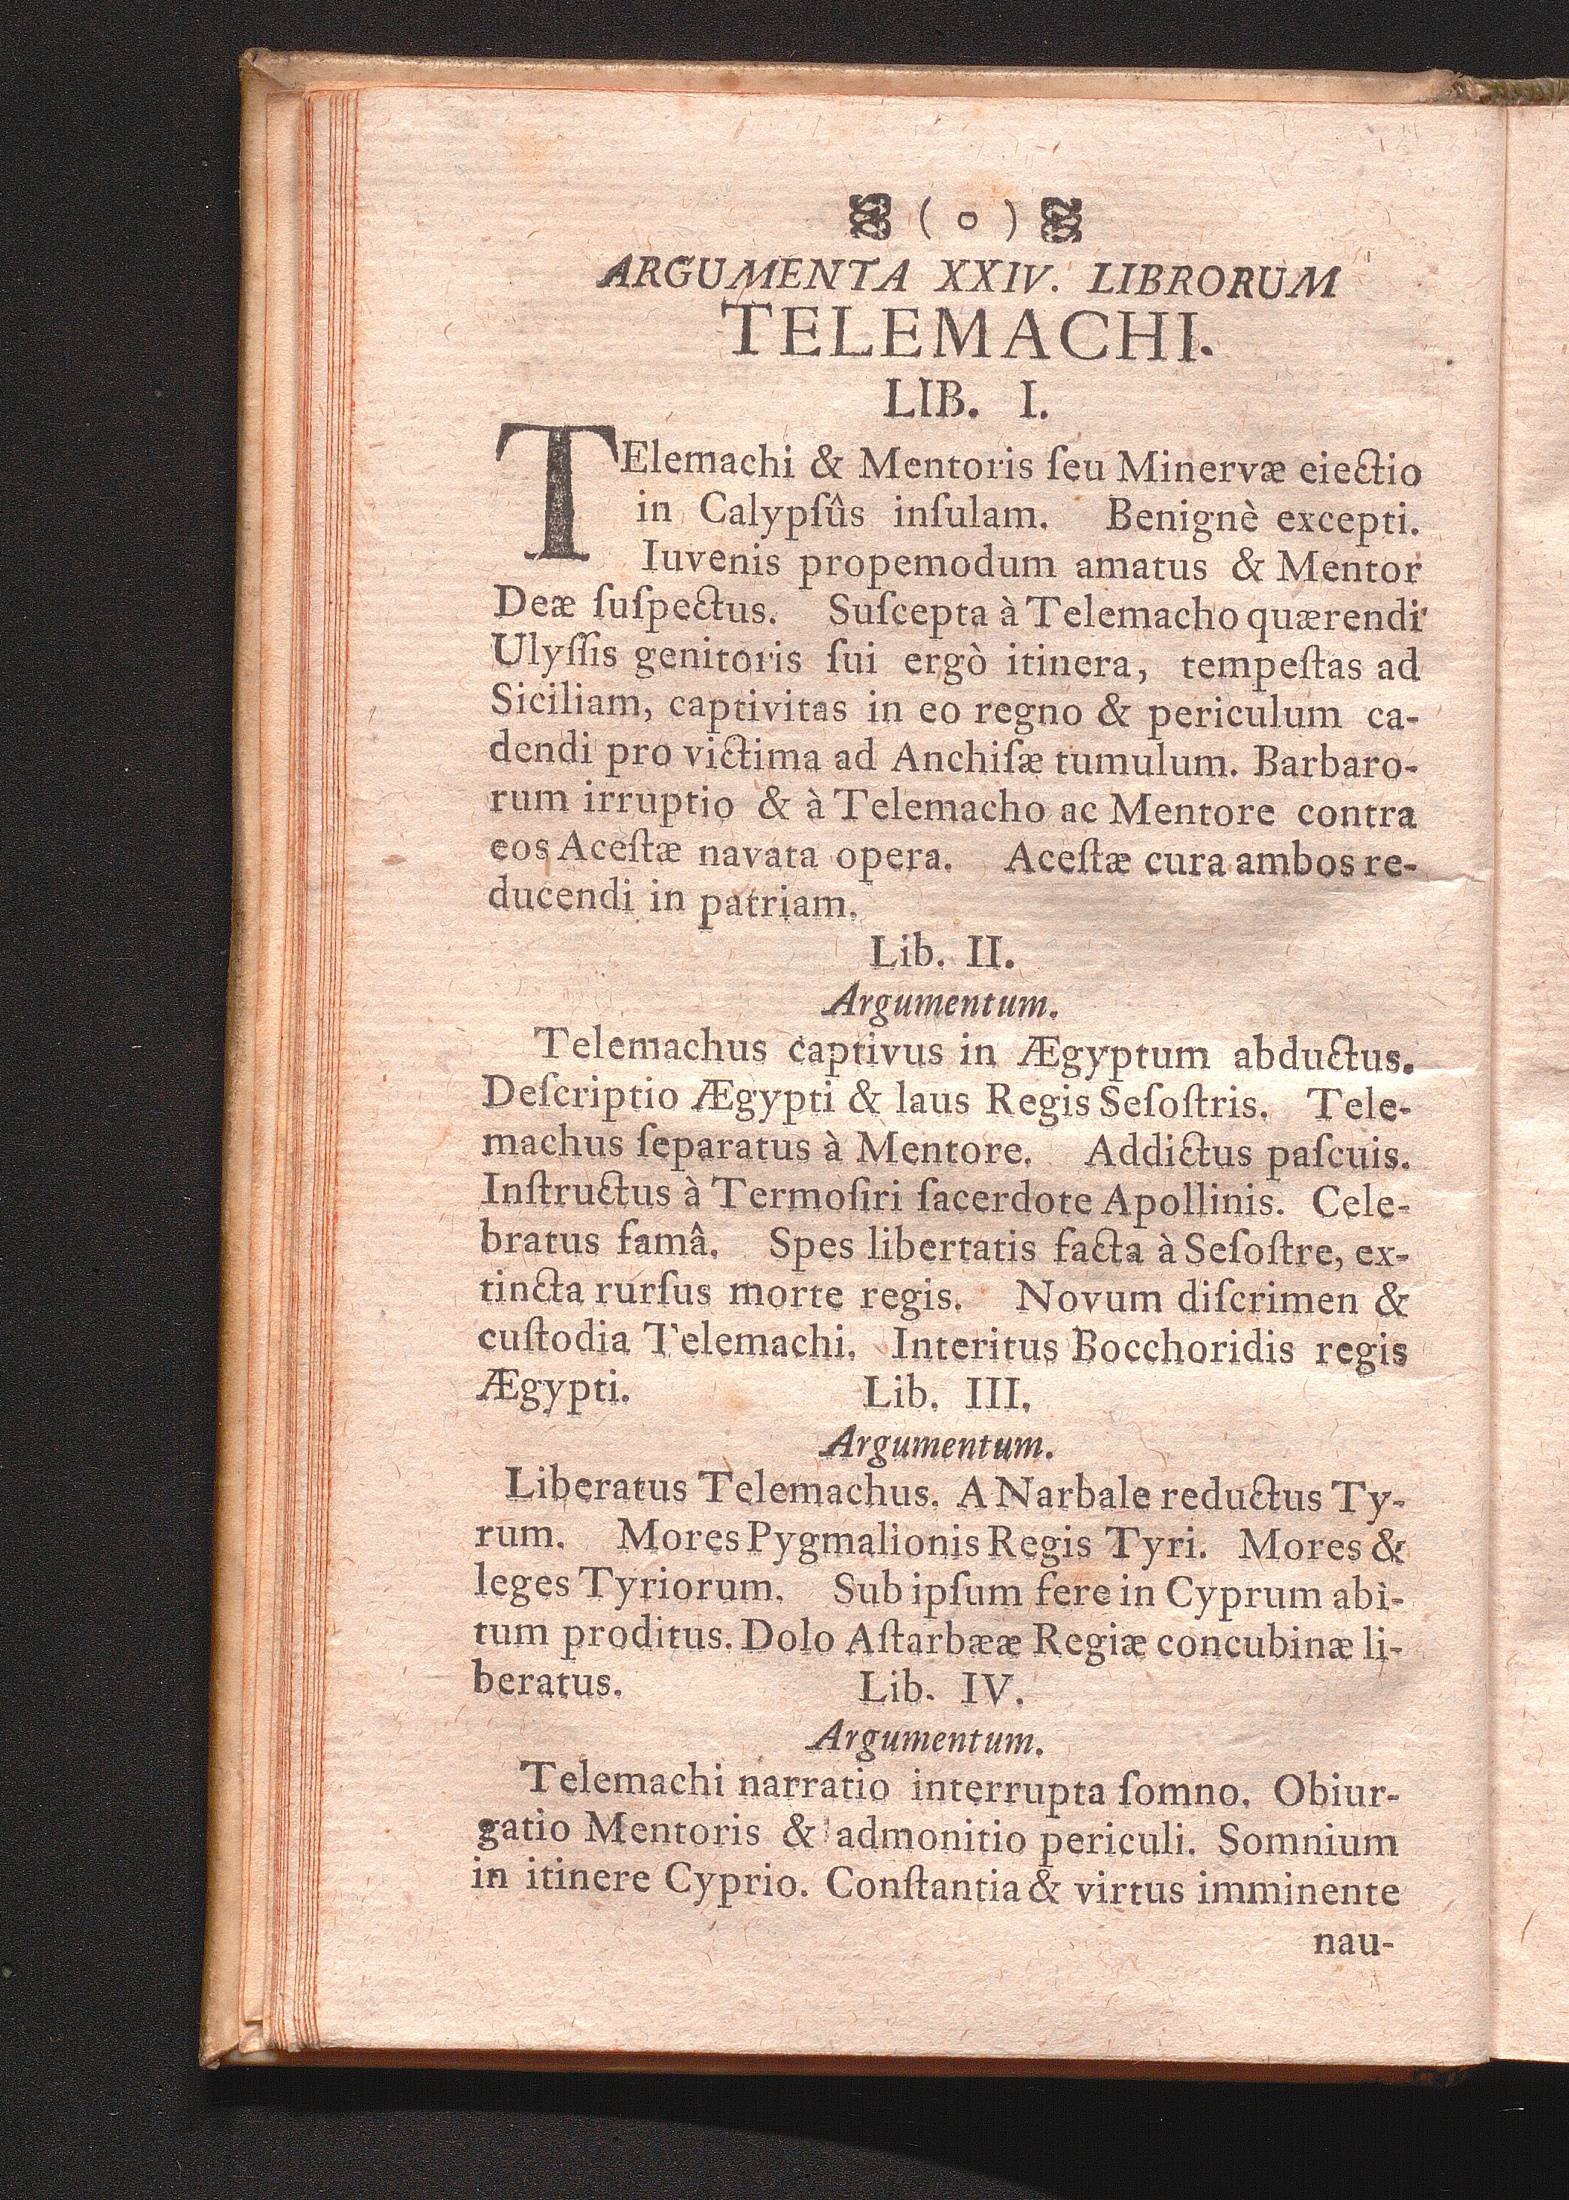 ( o )
ARGUMENTA XXIV. LIBRORUM
TELEMACHI.
LIB. I.
TElemachi & Mentoris ſeu Minervæ eiectio
in Calypſûs inſulam. Benignè excepti.
Iuvenis propemodum amatus & Mentor
Deæ ſuſpectus. Suſcepta à Telemacho quærendi
Ulyſſis genitoris ſui ergò itinera, tempeſtas ad
Siciliam, captivitas in eo regno & periculum ca-
dendi pro victima ad Anchiſæ tumulum. Barbaro-
rum irruptio & à Telemacho ac Mentore contra
eos Aceſtæ navata opera. Aceſtæ cura ambos re-
ducendi in patriam.
Lib. II.
Argumentum.
Telemachus captivus in Ægyptum abductus.
Deſcriptio Ægypti & laus Regis Seſoſtris. Tele-
machus ſeparatus à Mentore. Addictus paſcuis.
Inſtructus à Termoſiri ſacerdote Apollinis. Cele-
bratus famâ. Spes libertatis facta à Seſoſtre, ex-
tincta rurſus morte regis. Novum diſcrimen &
cuſtodia Telemachi. Interitus Bocchoridis regis
Ægypti. Lib. III.
Argumentum.
Liberatus Telemachus. A Narbale reductus Ty-
rum. Mores Pygmalionis Regis Tyri. Mores &
leges Tyriorum. Sub ipſum fere in Cyprum abi-
tum proditus. Dolo Aſtarbææ Regiæ concubinæ li-
beratus. Lib. IV.
Argumentum.
Telemachi narratio interrupta ſomno. Obiur-
gatio Mentoris & admonitio periculi. Somnium
in itinere Cyprio. Conſtantia & virtus imminente
nau-